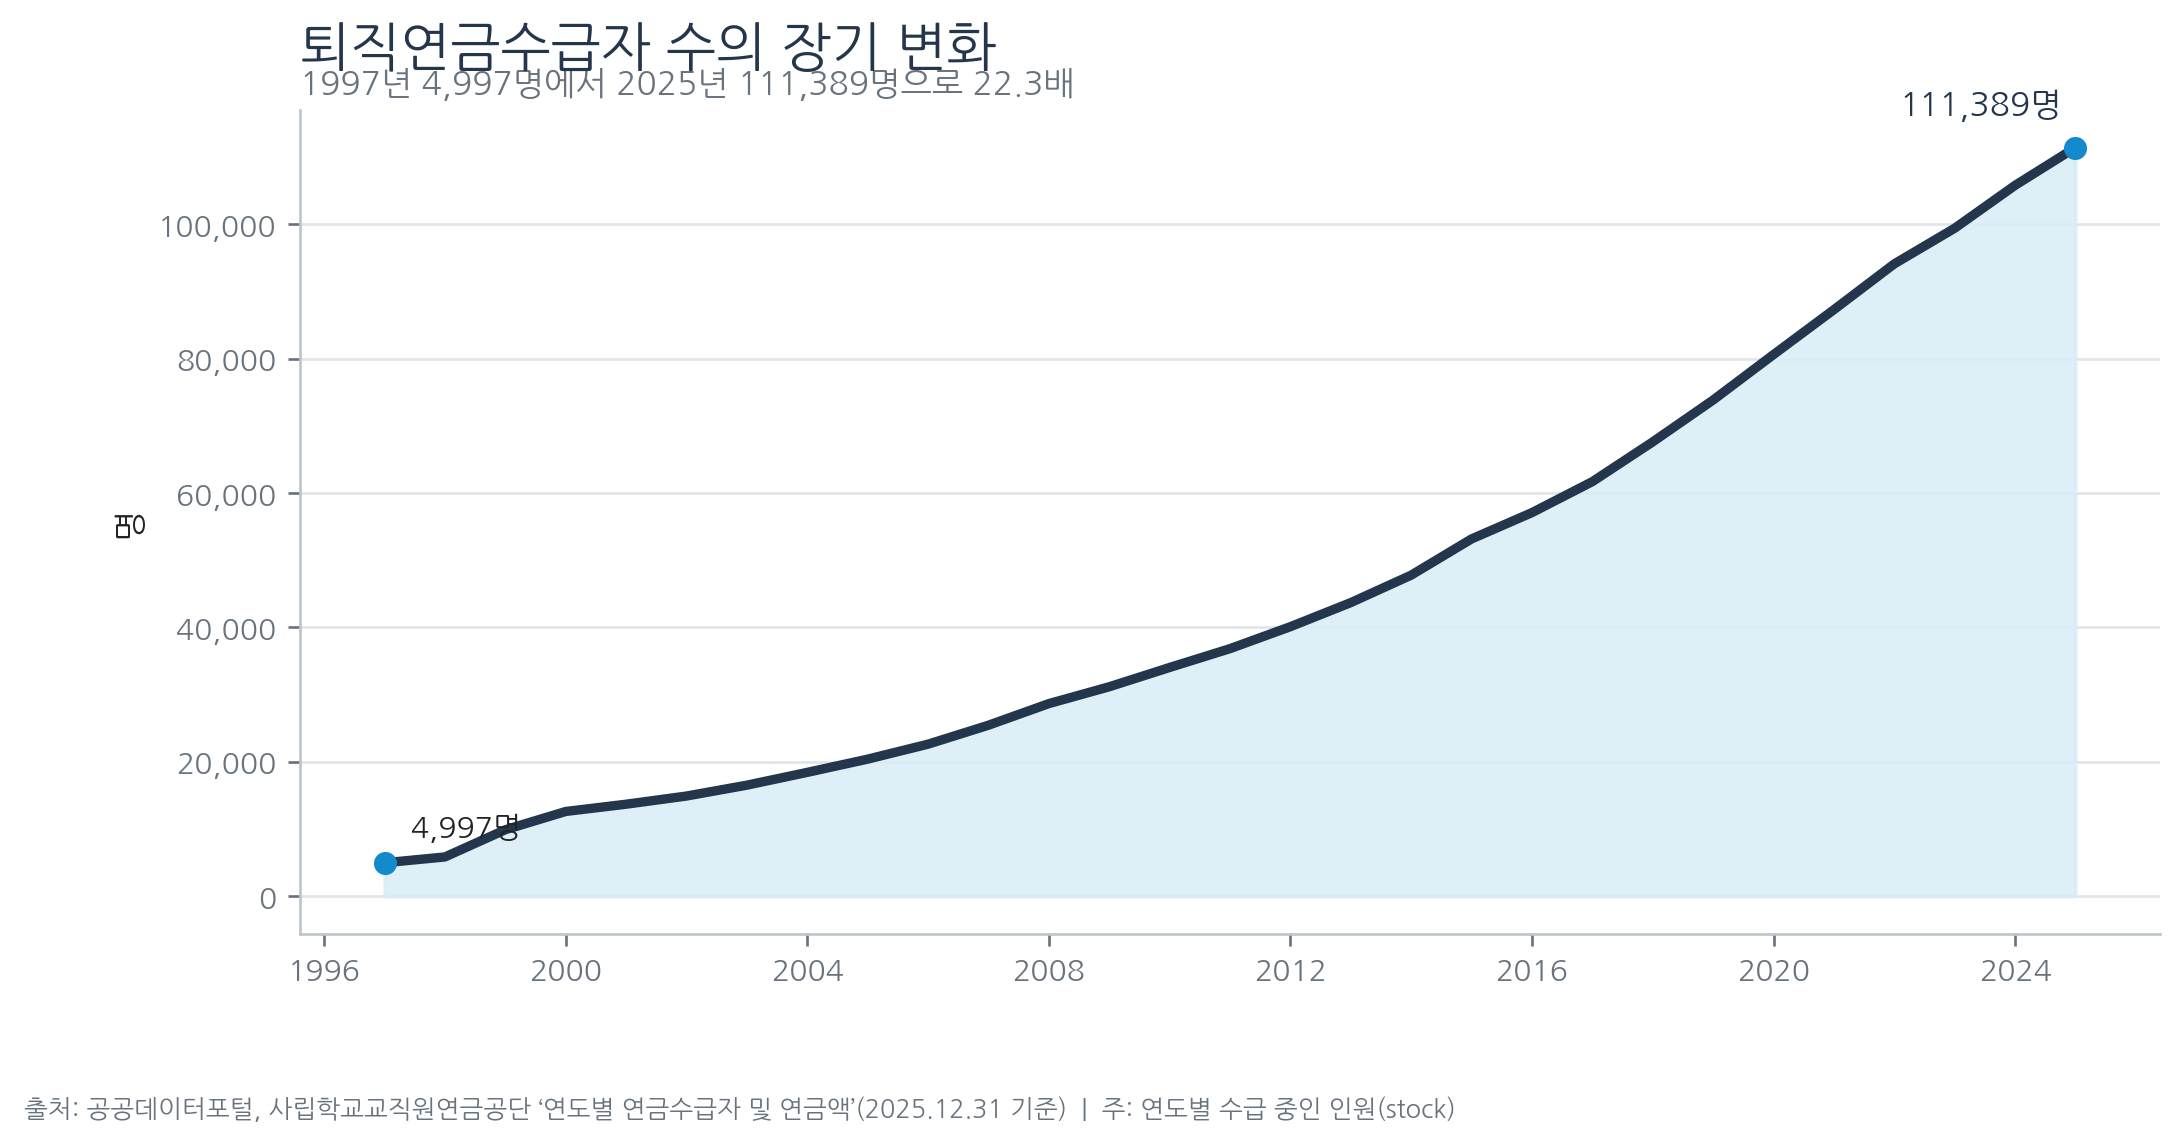 퇴직연금수급자 수의 장기 변화
1997년 4,997명에서 2025년 111,389명으로 22.3배
111,389명
100,000
80,000
60,000
명
40,000
20,000
4,997명
0
1996 2000 2004 2008 2012 2016 2020 2024
출처: 공공데이터포털, 사립학교교직원연금공단 ‘연도별 연금수급자 및 연금액’(2025.12.31 기준) | 주: 연도별 수급 중인 인원(stock)